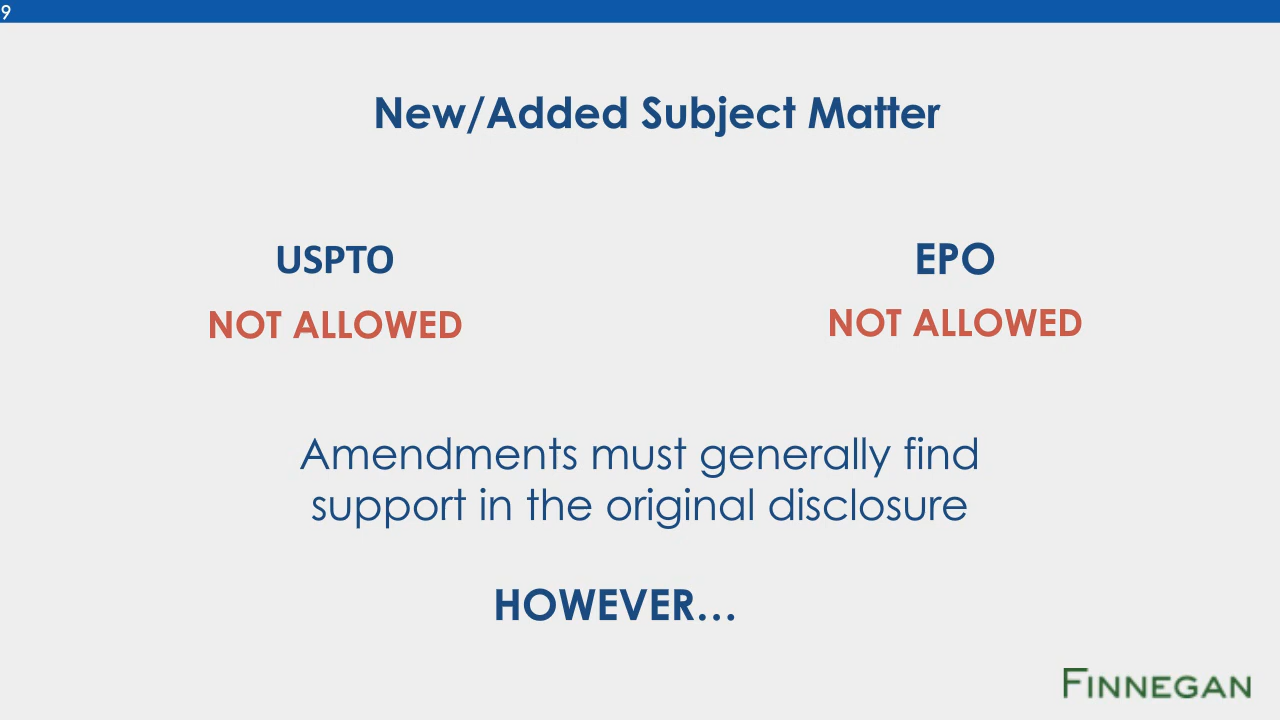 9
New/Added Subject Matter
USPTO
EPO
NOT ALLOWED
NOT ALLOWED
Amendments must generally find
support in the original disclosure
HOWEVER…
FINNEGAN